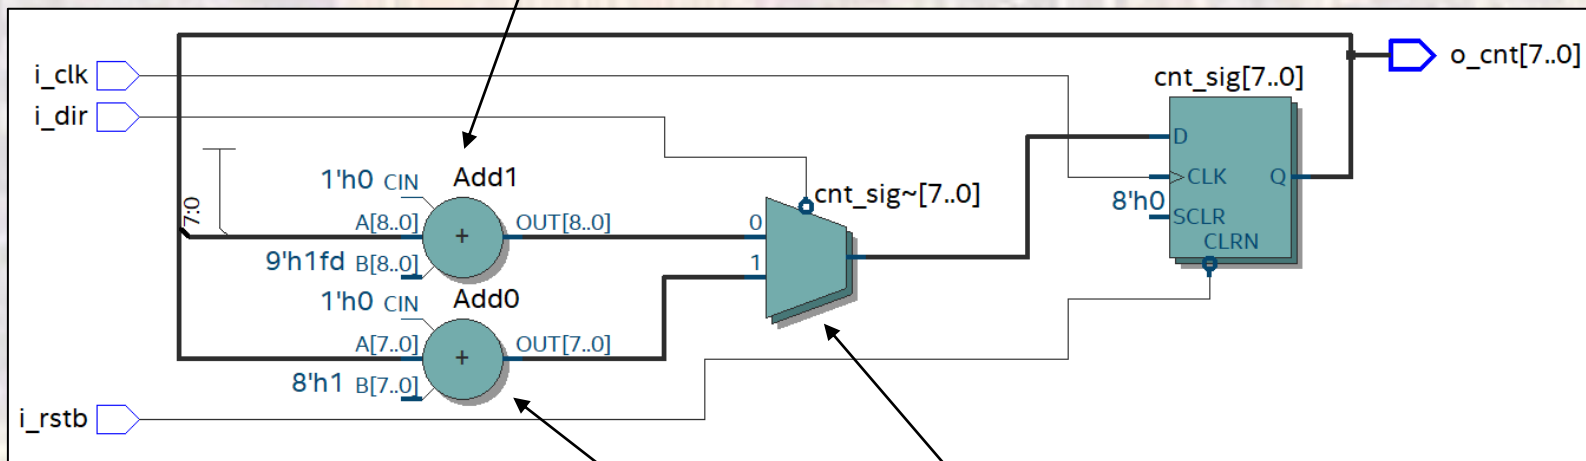 i_clk
i_dir
i_rstb
7:0
1'h0 CIN
Add1
A[8..0]
OUT[8..0]
9'h1fd B[8..0]
+
1'h0 CIN
Add0
A[7..0]
OUT[7..0]
8'h1 B[7..0]
+
cnt_sig~[7..0]
0
1
cnt_sig[7..0]
D
CLK
Q
8'h0
SCLR
CLRN
o_cnt[7..0]